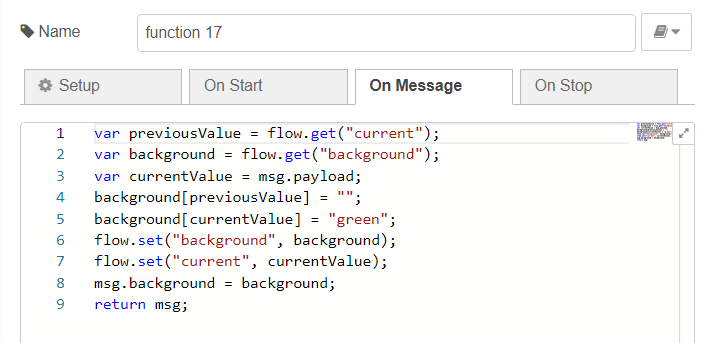 Name
function 17
Setup
On Start
On Message
On Stop
1 var previousValue = flow.get("current");
2 var background = flow.get("background");
3 var currentValue = msg.payload;
4 background[previousValue] = "";
5 background[currentValue] = "green";
6 flow.set("background", background);
7 flow.set("current", currentValue);
8 msg.background = background;
9 return msg;